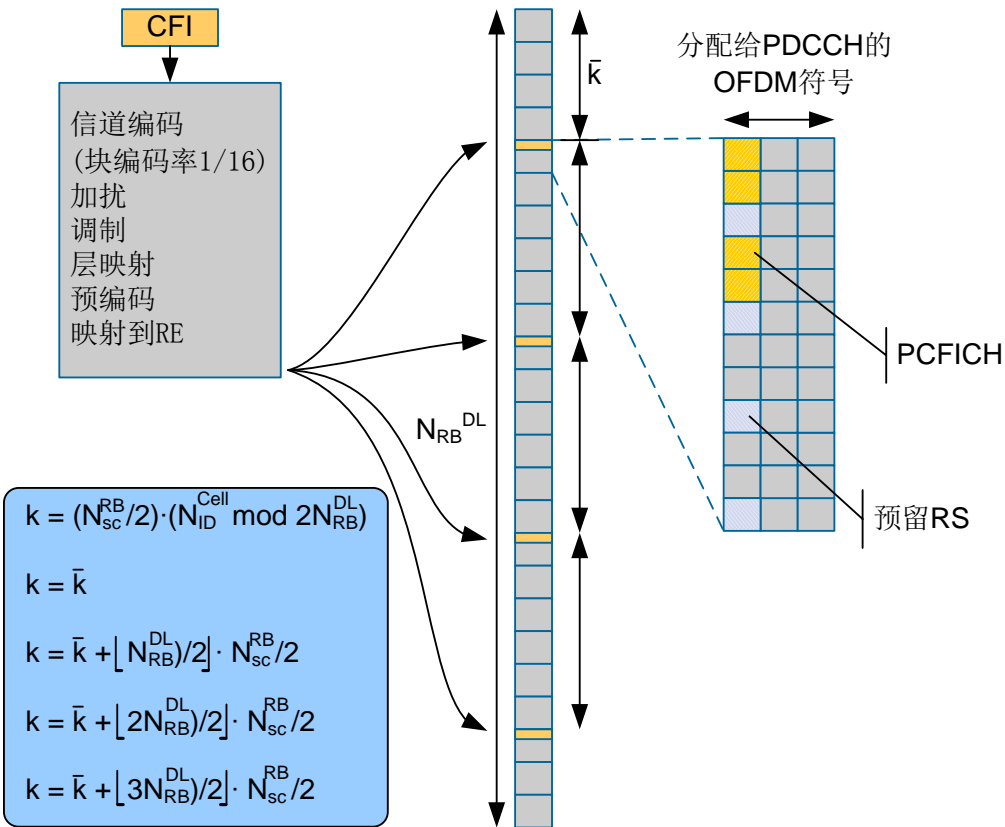 CFI
信道编码
(块编码率1/16)
加扰
调制
层映射
预编码
映射到RE
k̄
N_RB^DL
分配给PDCCH的
OFDM符号
PCFICH
预留RS
k = (N_sc^RB/2)·(N_ID^Cell mod 2N_RB^DL)
k = k̄
k = k̄ +⌊N_RB^DL)/2⌋· N_sc^RB/2
k = k̄ +⌊2N_RB^DL)/2⌋· N_sc^RB/2
k = k̄ +⌊3N_RB^DL)/2⌋· N_sc^RB/2